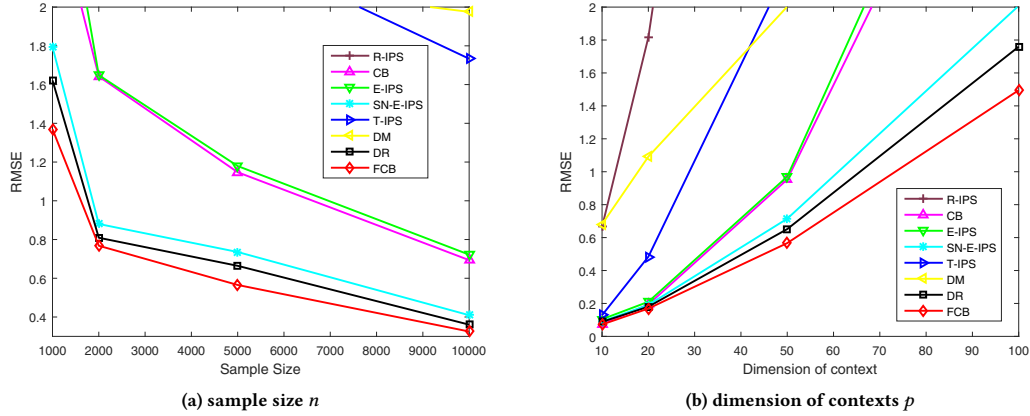 2
1.8
1.6
1.4
1.2
1
0.8
0.6
0.4
RMSE
R-IPS
CB
E-IPS
SN-E-IPS
T-IPS
DM
DR
FCB
1000 2000 3000 4000 5000 6000 7000 8000 9000 10000
Sample Size
(a) sample size n
2
1.8
1.6
1.4
1.2
1
0.8
0.6
0.4
0.2
0
RMSE
R-IPS
CB
E-IPS
SN-E-IPS
T-IPS
DM
DR
FCB
10 20 30 40 50 60 70 80 90 100
Dimension of context
(b) dimension of contexts p